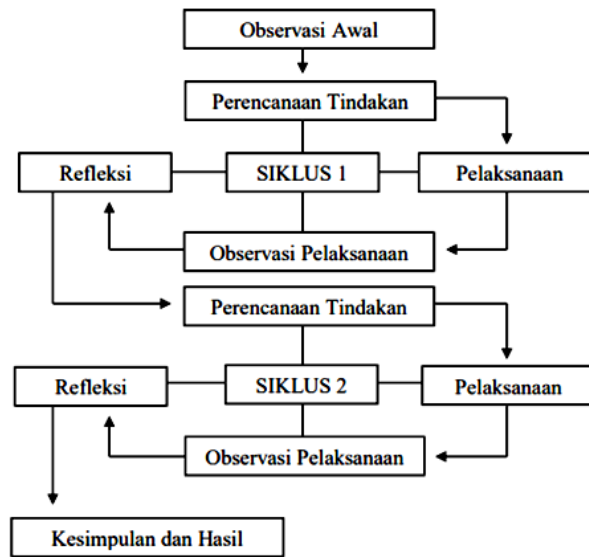 Observasi Awal
Perencanaan Tindakan
Refleksi
SIKLUS 1
Pelaksanaan
Observasi Pelaksanaan
Perencanaan Tindakan
Refleksi
SIKLUS 2
Pelaksanaan
Observasi Pelaksanaan
Kesimpulan dan Hasil